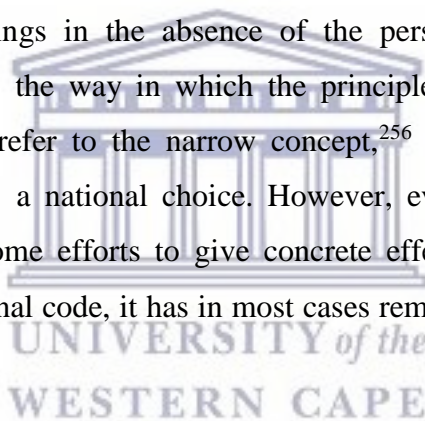 ings in the absence of the pers
the way in which the principle
refer to the narrow concept,256
a national choice. However, ev
ome efforts to give concrete effe
nal code, it has in most cases rem
UNIVERSITY of the
WESTERN CAPE